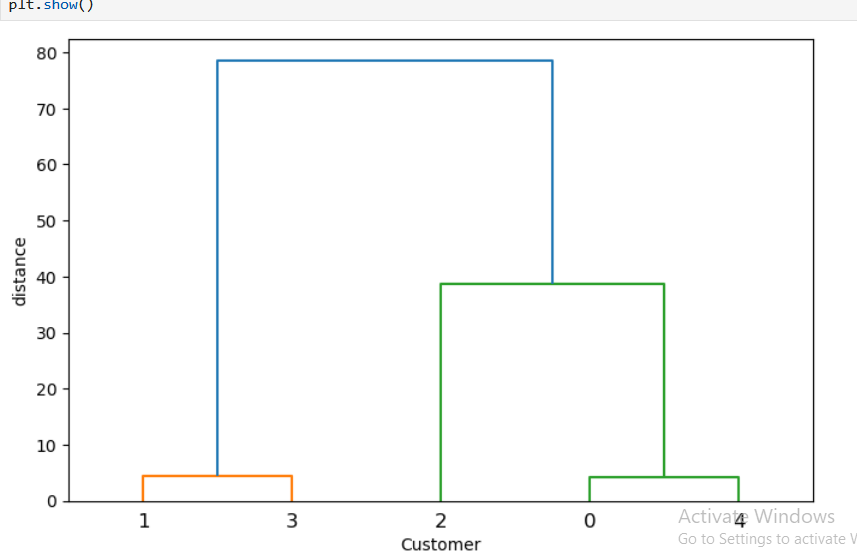 plt.show()
80
70
60
50
40
30
20
10
0
distance
1 3 2 0 4
Customer
Activate Windows
Go to Settings to activate W